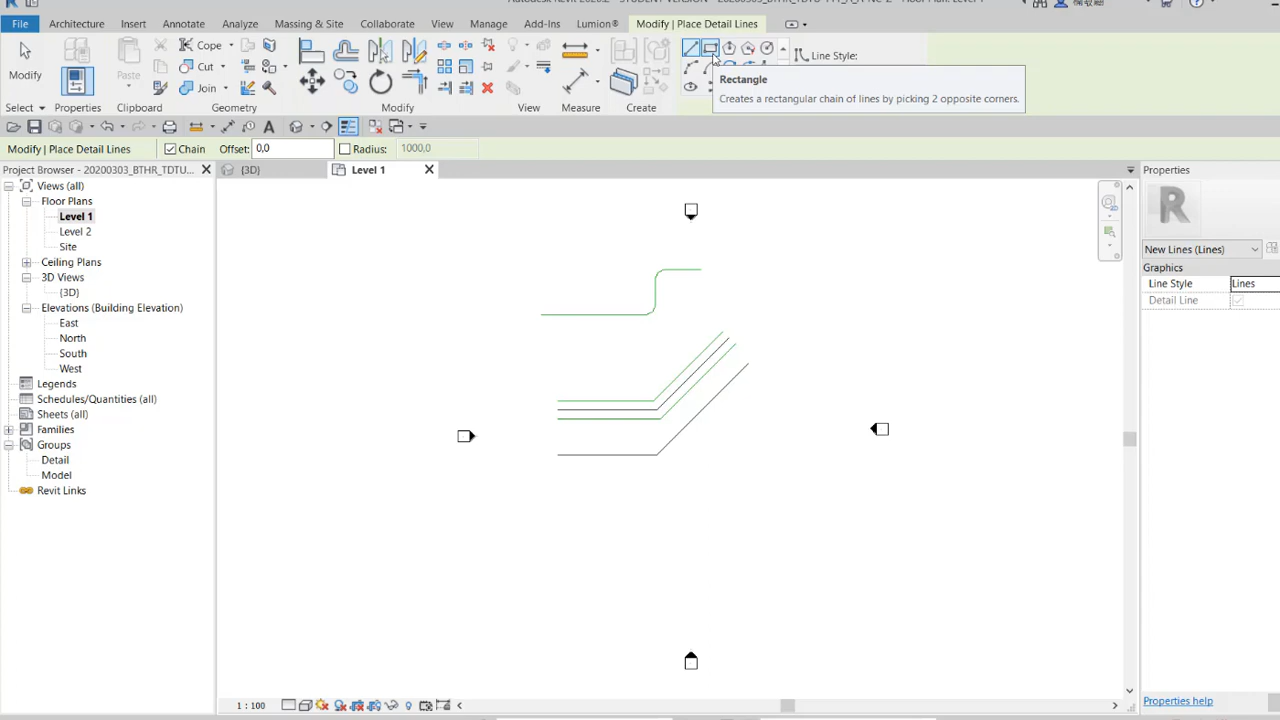 File
Architecture
Insert
Annotate
Analyze
Massing & Site
Collaborate
View
Manage
Add-Ins
Lumion®
Modify | Place Detail Lines
Modify
Paste
Cope
Cut
Join
Line Style:
Select
Properties
Clipboard
Geometry
Modify
View
Measure
Create
Rectangle
Creates a rectangular chain of lines by picking 2 opposite corners.
Modify | Place Detail Lines
Chain
Offset:
0,0
Radius:
1000,0
Project Browser - 20200303_BTHR_TDTU...
{3D}
Level 1
Properties
Views (all)
Floor Plans
Level 1
Level 2
Site
Ceiling Plans
3D Views
{3D}
Elevations (Building Elevation)
East
North
South
West
Legends
Schedules/Quantities (all)
Sheets (all)
Families
Groups
Detail
Model
Revit Links
New Lines (Lines)
Graphics
Line Style
Lines
Detail Line
1 : 100
Properties help